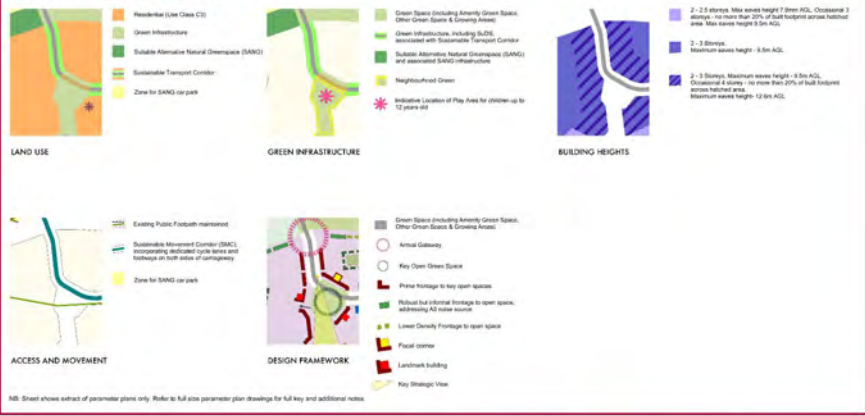 Residential (Use Class C3)
Green Infrastructure
Suitable Alternative Natural Greenspace (SANG)
Sustainable Transport Corridor
Zone for SANG car park
LAND USE
Green Space (including Amenity Green Space,
Other Green Space & Growing Areas)
Green Infrastructure, including SuDS,
associated with Sustainable Transport Corridor
Suitable Alternative Natural Greenspace (SANG)
and associated SANG infrastructure
Neighbourhood Green
Indicative Location of Play Area for children up to
12 years old
GREEN INFRASTRUCTURE
2 - 2.5 storeys. Max eaves height 7.9mm AGL. Occasional 3
storeys - no more than 20% of built footprint across hatched
area. Max eaves height 9.5m AGL
2 - 3 Storeys.
Maximum eaves height - 9.5m AGL
2 - 3 Storeys, Maximum eaves height - 9.5m AGL.
Occasional 4 storey - no more than 20% of built footprint
across hatched area.
Maximum eaves height- 12.6m AGL
BUILDING HEIGHTS
Existing Public Footpath maintained
Sustainable Movement Corridor (SMC),
incorporating dedicated cycle lanes and
footways on both sides of carriageway
Zone for SANG car park
ACCESS AND MOVEMENT
Green Space (including Amenity Green Space,
Other Green Space & Growing Areas)
Arrival Gateway
Key Open Green Space
Prime frontage to key open spaces
Robust but informal frontage to open space,
addressing A3 noise source
Lower Density Frontage to open space
Focal corner
Landmark building
Key Strategic View
DESIGN FRAMEWORK
NB: Sheet shows extract of parameter plans only. Refer to full size parameter plan drawings for full key and additional notes